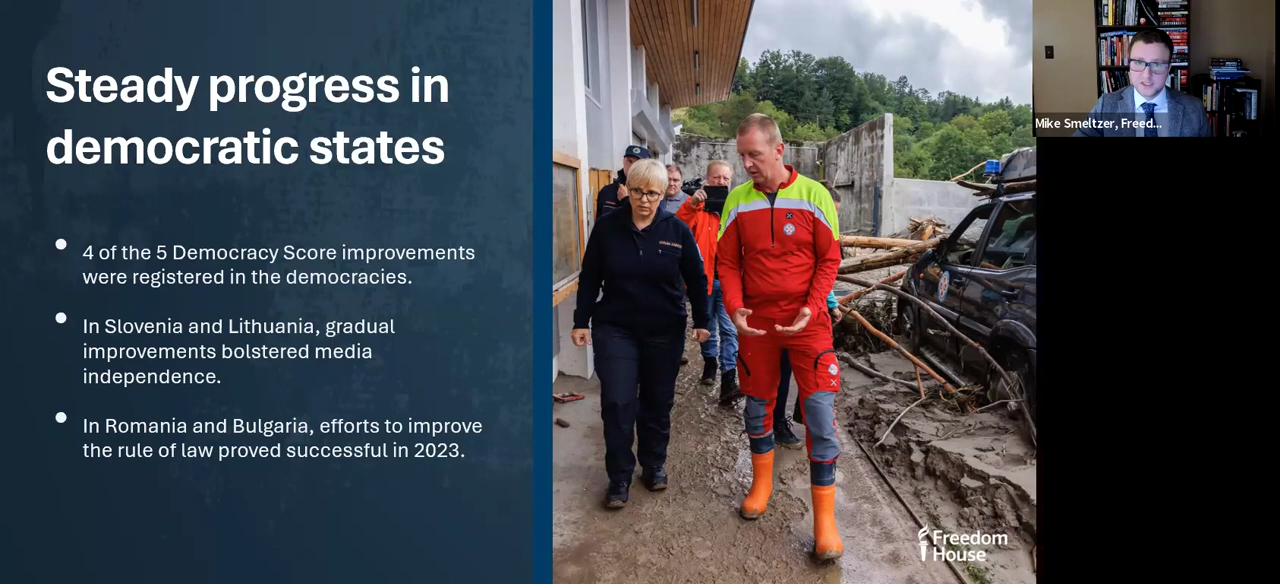 Steady progress in
democratic states
4 of the 5 Democracy Score improvements
were registered in the democracies.
In Slovenia and Lithuania, gradual
improvements bolstered media
independence.
In Romania and Bulgaria, efforts to improve
the rule of law proved successful in 2023.
Mike Smeltzer, Freed...
Freedom
House